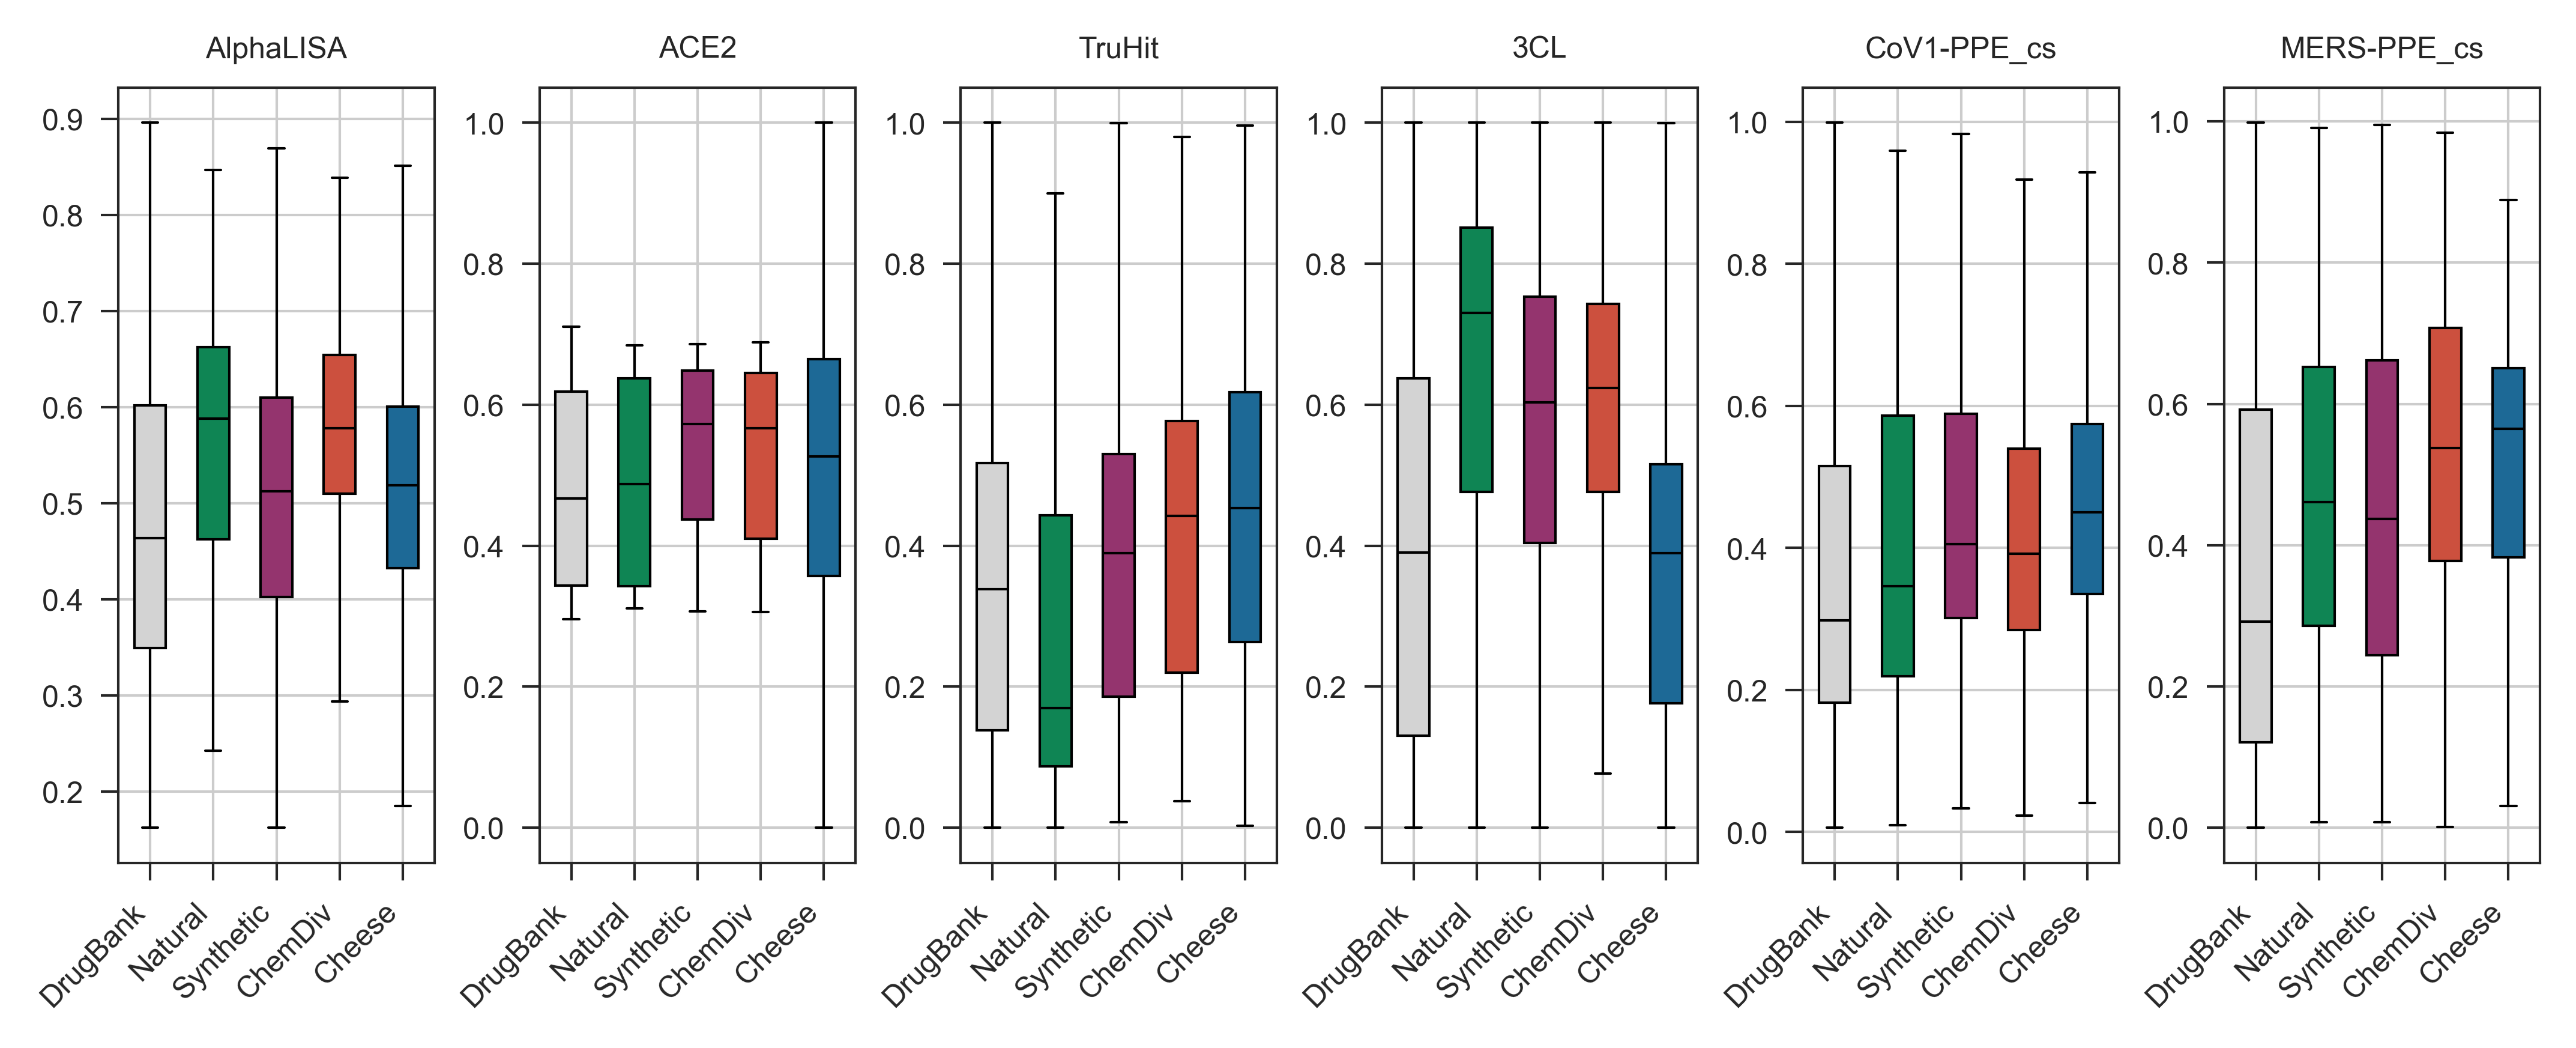 AlphaLISA
0.9
0.8
0.7
0.6
0.5
0.4
0.3
0.2
DrugBank
Natural
Synthetic
ChemDiv
Cheese
ACE2
1.0
0.8
0.6
0.4
0.2
0.0
DrugBank
Natural
Synthetic
ChemDiv
Cheese
TruHit
1.0
0.8
0.6
0.4
0.2
0.0
DrugBank
Natural
Synthetic
ChemDiv
Cheese
3CL
1.0
0.8
0.6
0.4
0.2
0.0
DrugBank
Natural
Synthetic
ChemDiv
Cheese
CoV1-PPE_cs
1.0
0.8
0.6
0.4
0.2
0.0
DrugBank
Natural
Synthetic
ChemDiv
Cheese
MERS-PPE_cs
1.0
0.8
0.6
0.4
0.2
0.0
DrugBank
Natural
Synthetic
ChemDiv
Cheese